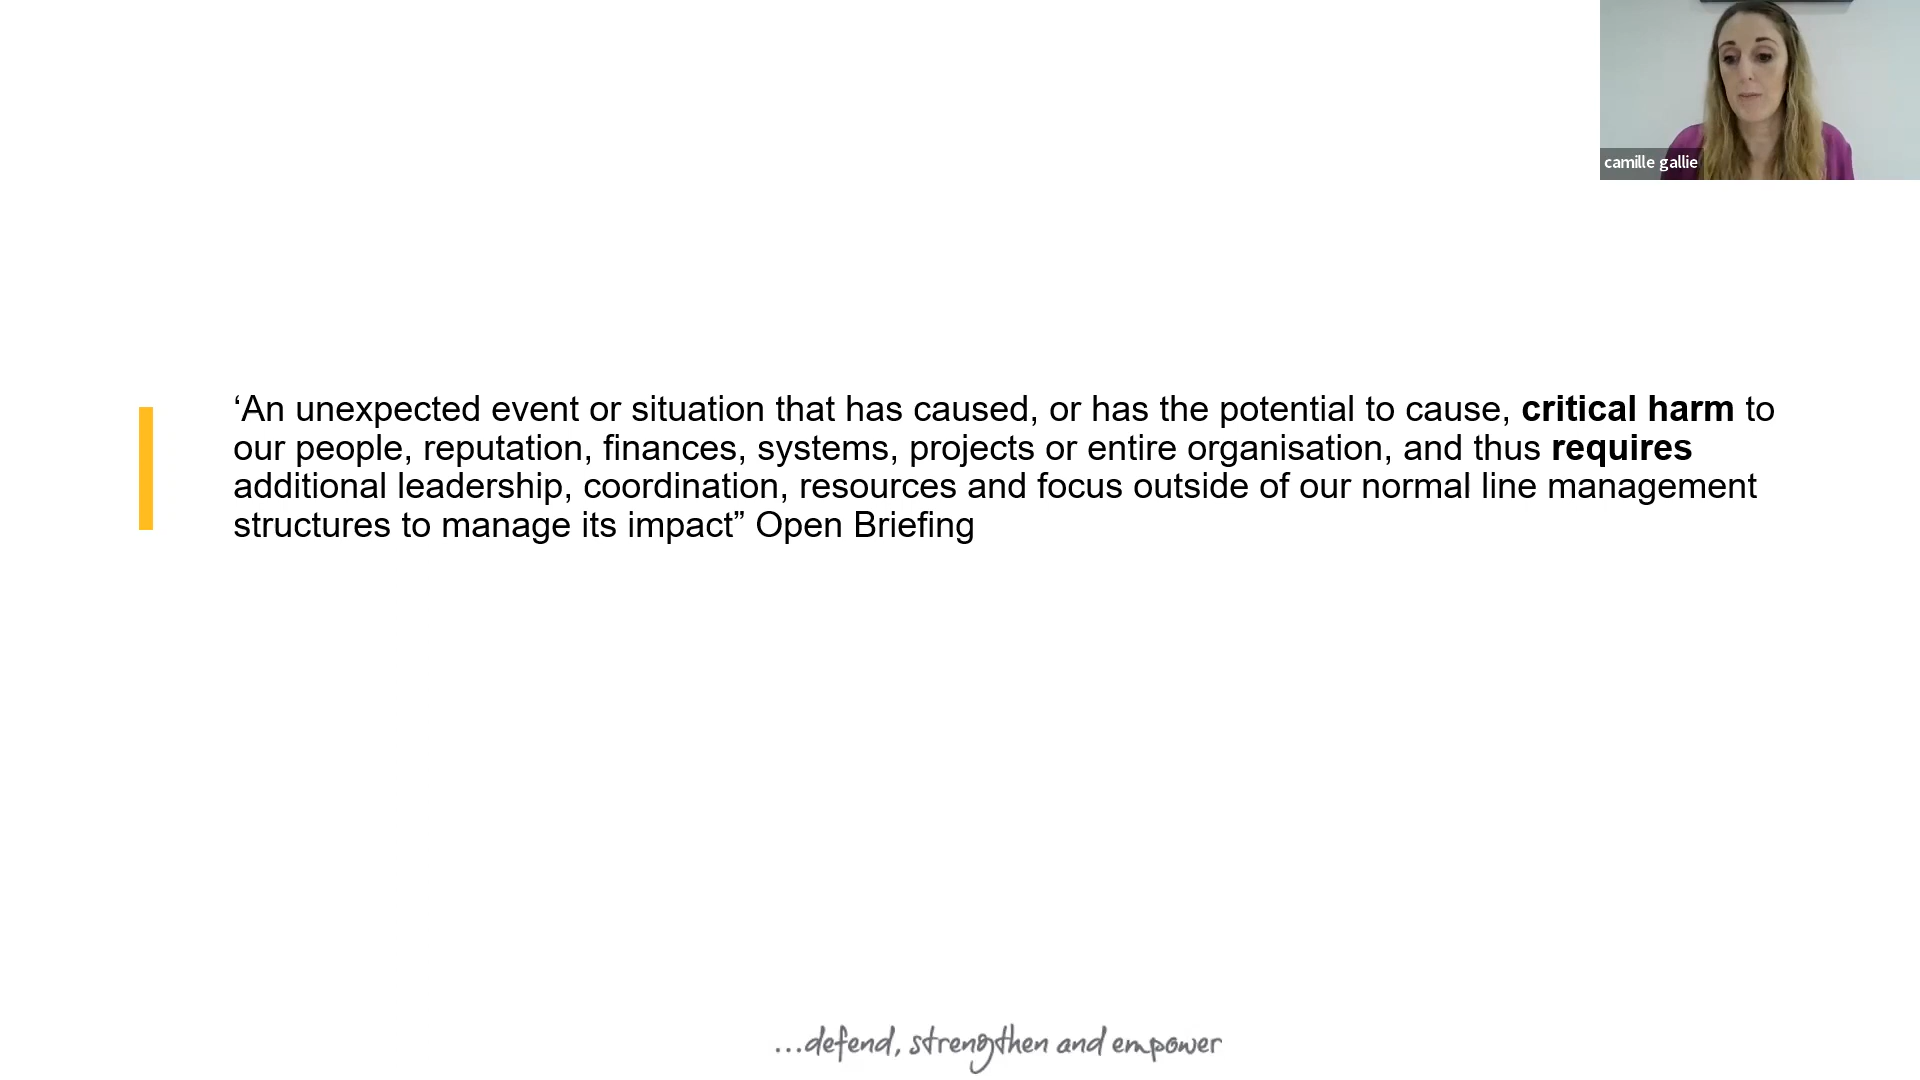 camille gallie
‘An unexpected event or situation that has caused, or has the potential to cause, critical harm to
our people, reputation, finances, systems, projects or entire organisation, and thus requires
additional leadership, coordination, resources and focus outside of our normal line management
structures to manage its impact” Open Briefing
...defend, strengthen and empower